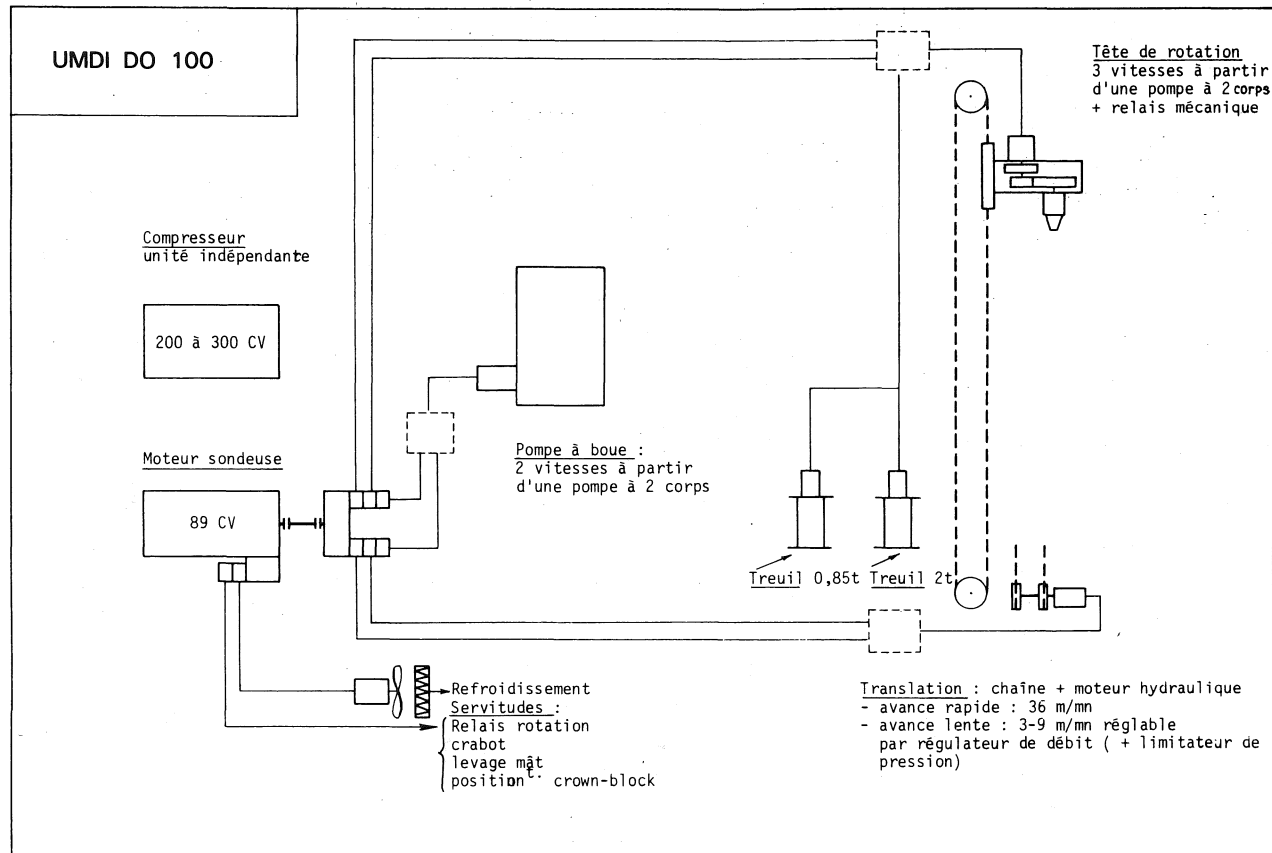 UMDI DO 100
Tête de rotation
3 vitesses à partir
d'une pompe à 2 corps
+ relais mécanique
Compresseur
unité indépendante
200 à 300 CV
Pompe à boue :
2 vitesses à partir
d'une pompe à 2 corps
Moteur sondeuse
89 CV
Treuil 0,85t Treuil 2t
Refroidissement
Servitudes :
Relais rotation
crabot
levage mât
position t. crown-block
Translation : chaîne + moteur hydraulique
- avance rapide : 36 m/mn
- avance lente : 3-9 m/mn réglable
par régulateur de débit ( + limitateur de
pression)